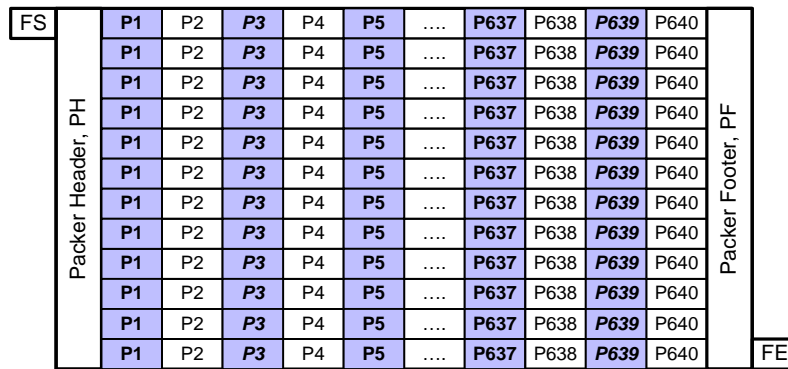 FS P1 P2 P3 P4 P5 …. P637 P638 P639 P640
P1 P2 P3 P4 P5 …. P637 P638 P639 P640
P1 P2 P3 P4 P5 …. P637 P638 P639 P640
P1 P2 P3 P4 P5 …. P637 P638 P639 P640
P1 P2 P3 P4 P5 …. P637 P638 P639 P640
P1 P2 P3 P4 P5 …. P637 P638 P639 P640
P1 P2 P3 P4 P5 …. P637 P638 P639 P640
P1 P2 P3 P4 P5 …. P637 P638 P639 P640
P1 P2 P3 P4 P5 …. P637 P638 P639 P640
P1 P2 P3 P4 P5 …. P637 P638 P639 P640
P1 P2 P3 P4 P5 …. P637 P638 P639 P640
P1 P2 P3 P4 P5 …. P637 P638 P639 P640 FE
Packer Header, PH
Packer Footer, PF